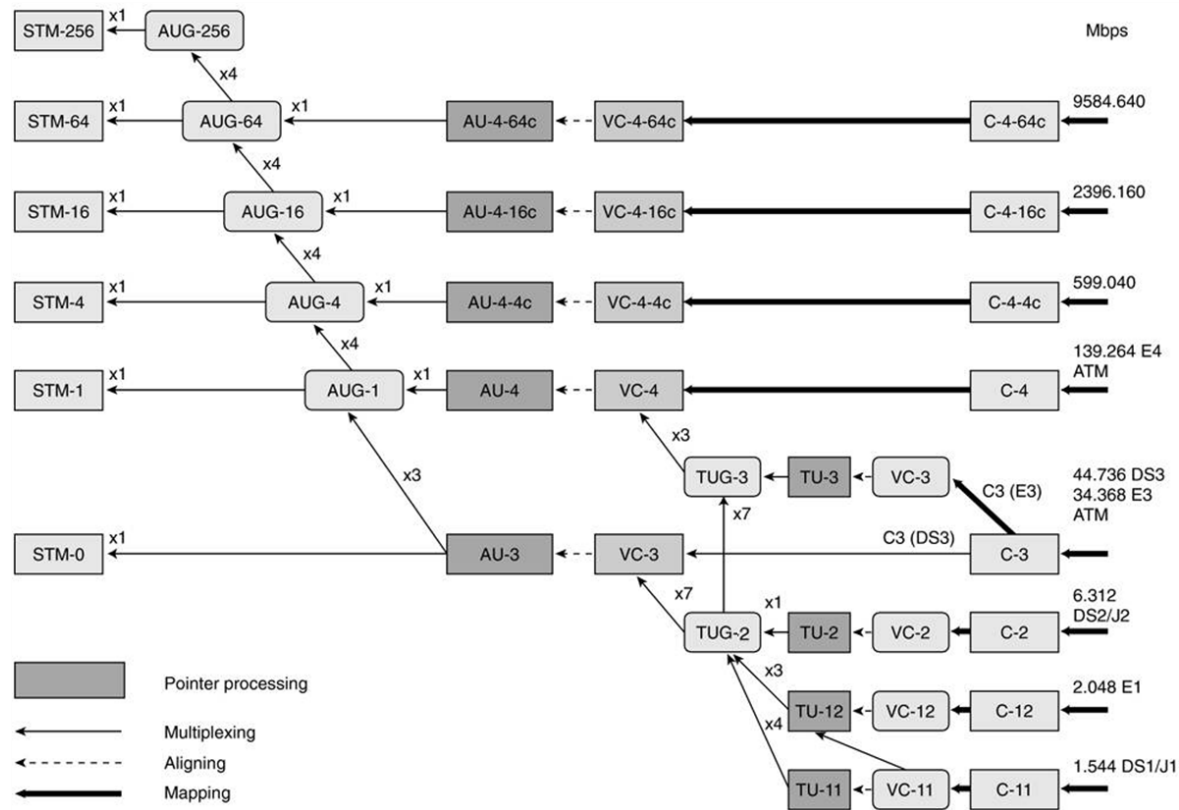 Mbps
STM-256
x1
AUG-256
x4
STM-64
x1
AUG-64
x1
AU-4-64c
VC-4-64c
C-4-64c
9584.640
x4
STM-16
x1
AUG-16
x1
AU-4-16c
VC-4-16c
C-4-16c
2396.160
x4
STM-4
x1
AUG-4
x1
AU-4-4c
VC-4-4c
C-4-4c
599.040
x4
STM-1
x1
AUG-1
x1
AU-4
VC-4
C-4
139.264 E4
ATM
x3
x3
TUG-3
TU-3
VC-3
C3 (E3)
44.736 DS3
34.368 E3
ATM
x7
STM-0
x1
AU-3
VC-3
C3 (DS3)
C-3
x7
TUG-2
x1
TU-2
VC-2
C-2
6.312
DS2/J2
x3
TU-12
VC-12
C-12
2.048 E1
x4
TU-11
VC-11
C-11
1.544 DS1/J1
Pointer processing
Multiplexing
Aligning
Mapping